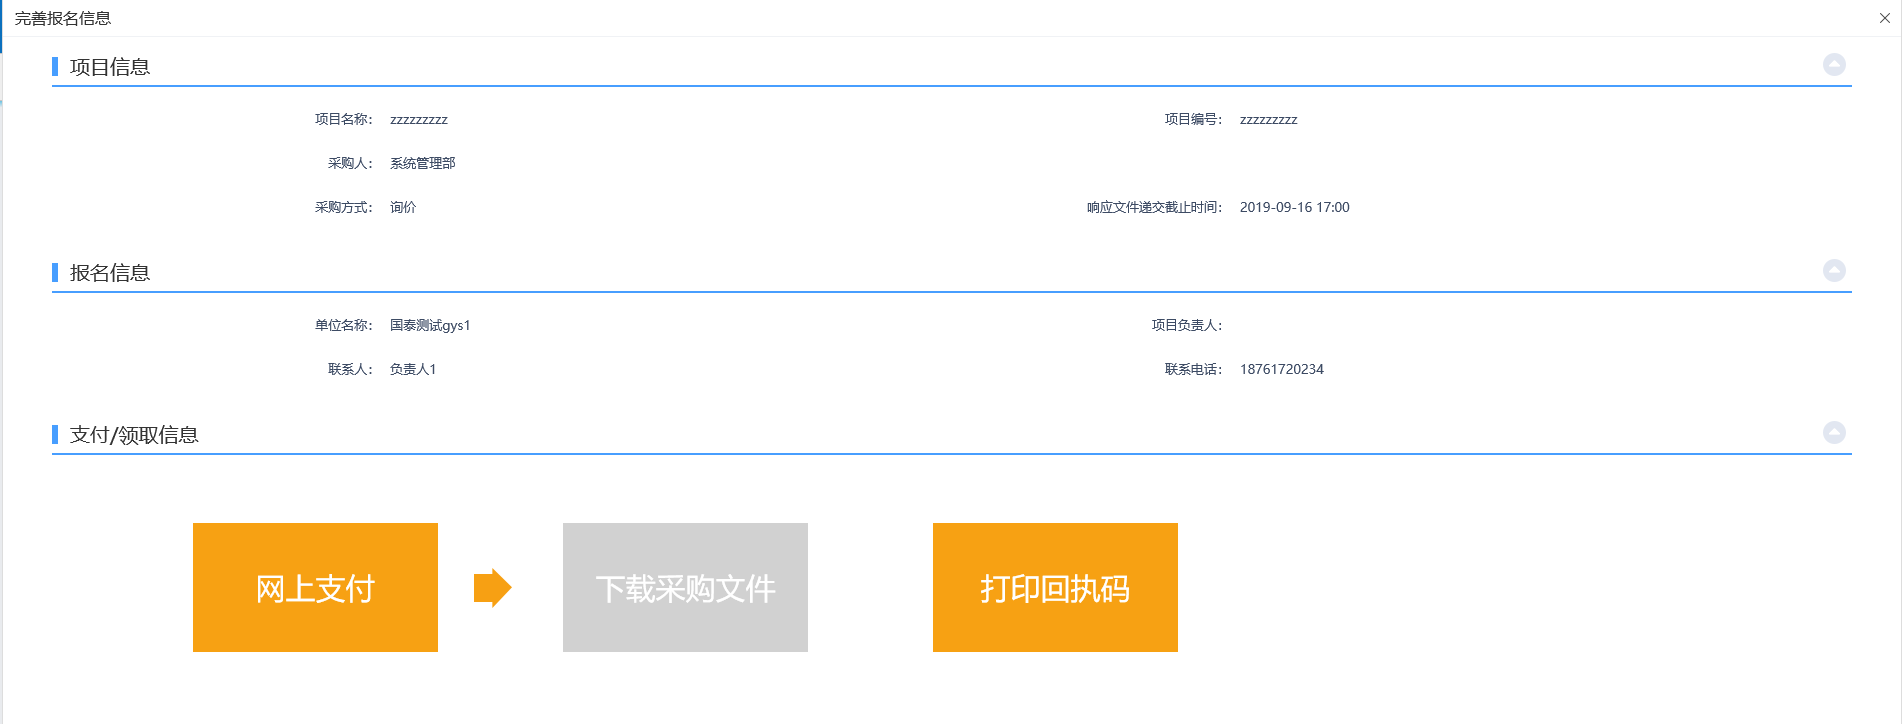 完善报名信息
项目信息
项目名称： zzzzzzzzz 项目编号： zzzzzzzzz
采购人： 系统管理部
采购方式： 询价 响应文件递交截止时间： 2019-09-16 17:00
报名信息
单位名称： 国泰测试gys1 项目负责人：
联系人： 负责人1 联系电话： 18761720234
支付/领取信息
网上支付 下载采购文件 打印回执码